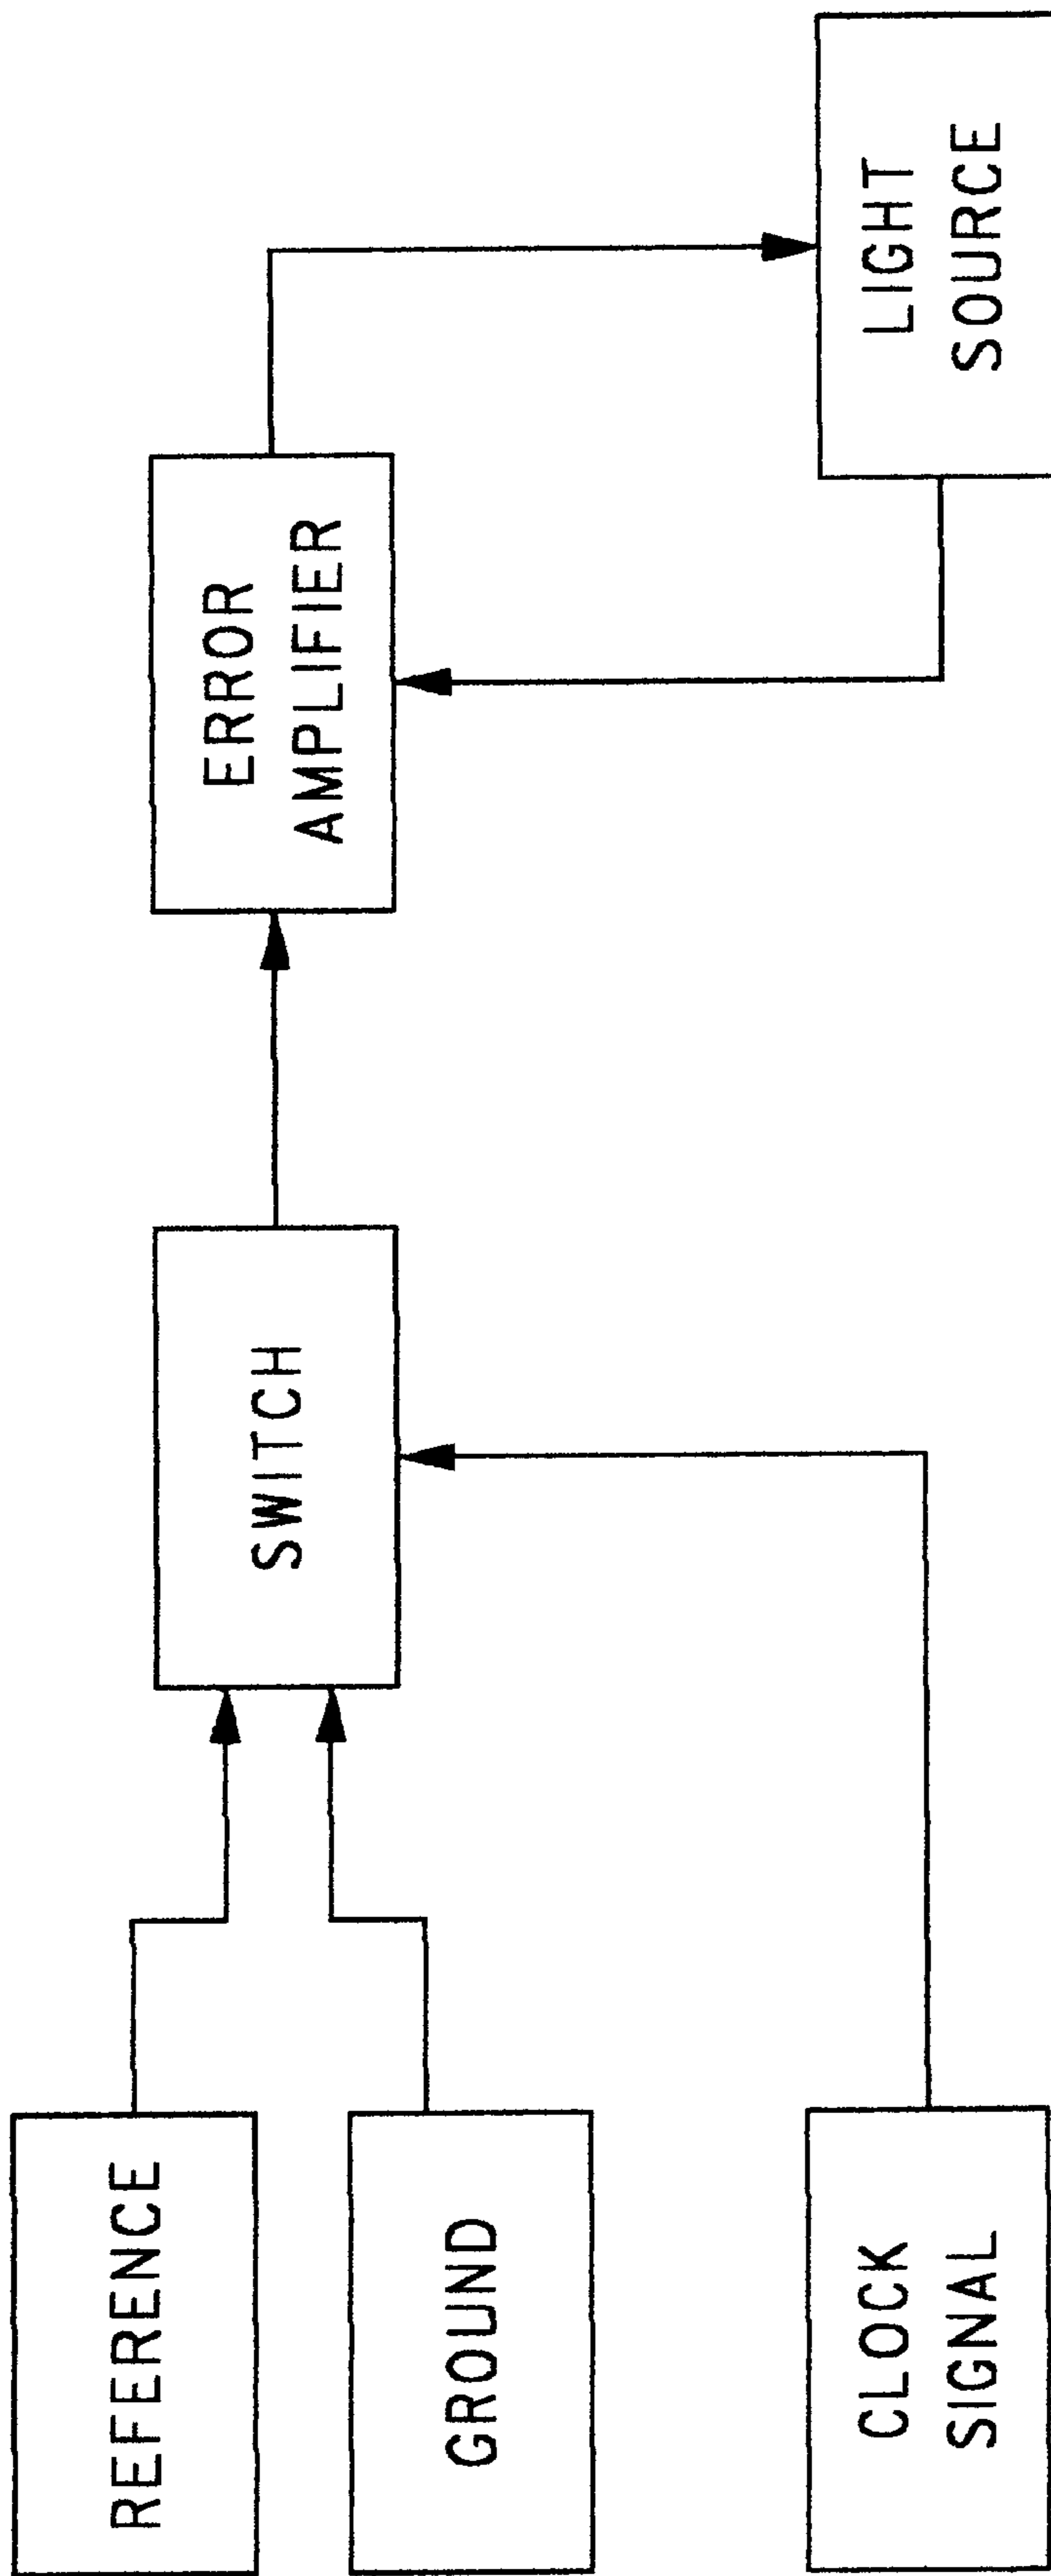 REFERENCE
GROUND
CLOCK
SIGNAL
SWITCH
ERROR
AMPLIFIER
LIGHT
SOURCE